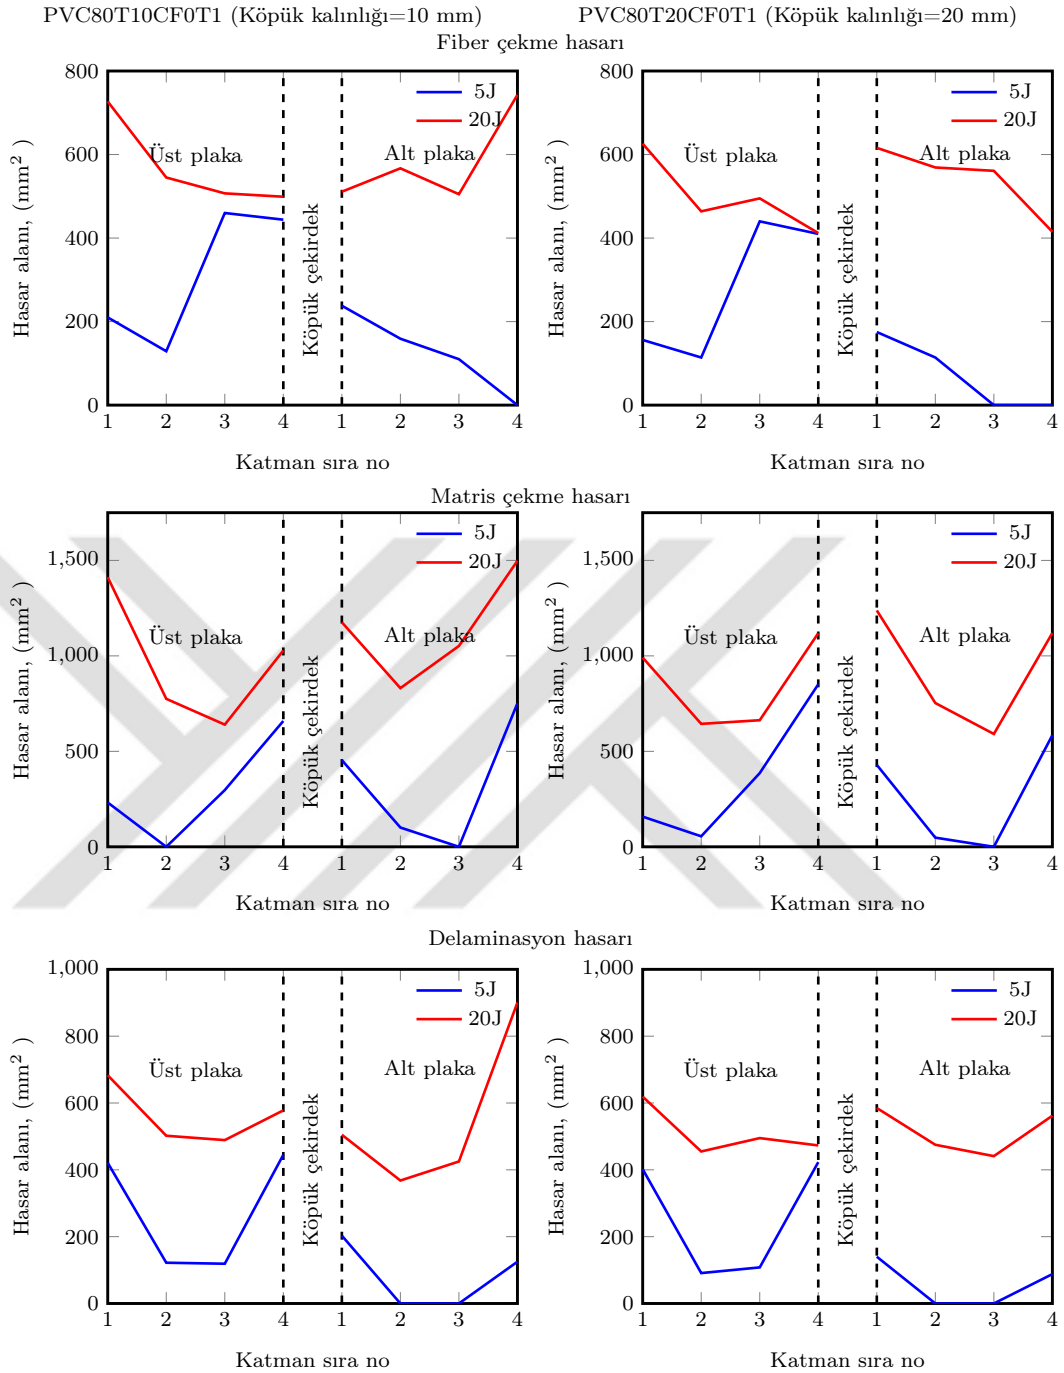 PVC80T10CF0T1 (Köpük kalınlığı=10 mm)
PVC80T20CF0T1 (Köpük kalınlığı=20 mm)
Fiber çekme hasarı
800
600
400
200
0
Hasar alanı, (mm²)
Üst plaka
Köpük çekirdek
Alt plaka
5J
20J
1 2 3 4 1 2 3 4
Katman sıra no
800
600
400
200
0
Hasar alanı, (mm²)
Üst plaka
Köpük çekirdek
Alt plaka
5J
20J
1 2 3 4 1 2 3 4
Katman sıra no
Matris çekme hasarı
1,500
1,000
500
0
Hasar alanı, (mm²)
Üst plaka
Köpük çekirdek
Alt plaka
5J
20J
1 2 3 4 1 2 3 4
Katman sıra no
1,500
1,000
500
0
Hasar alanı, (mm²)
Üst plaka
Köpük çekirdek
Alt plaka
5J
20J
1 2 3 4 1 2 3 4
Katman sıra no
Delaminasyon hasarı
1,000
800
600
400
200
0
Hasar alanı, (mm²)
Üst plaka
Köpük çekirdek
Alt plaka
5J
20J
1 2 3 4 1 2 3 4
Katman sıra no
1,000
800
600
400
200
0
Hasar alanı, (mm²)
Üst plaka
Köpük çekirdek
Alt plaka
5J
20J
1 2 3 4 1 2 3 4
Katman sıra no